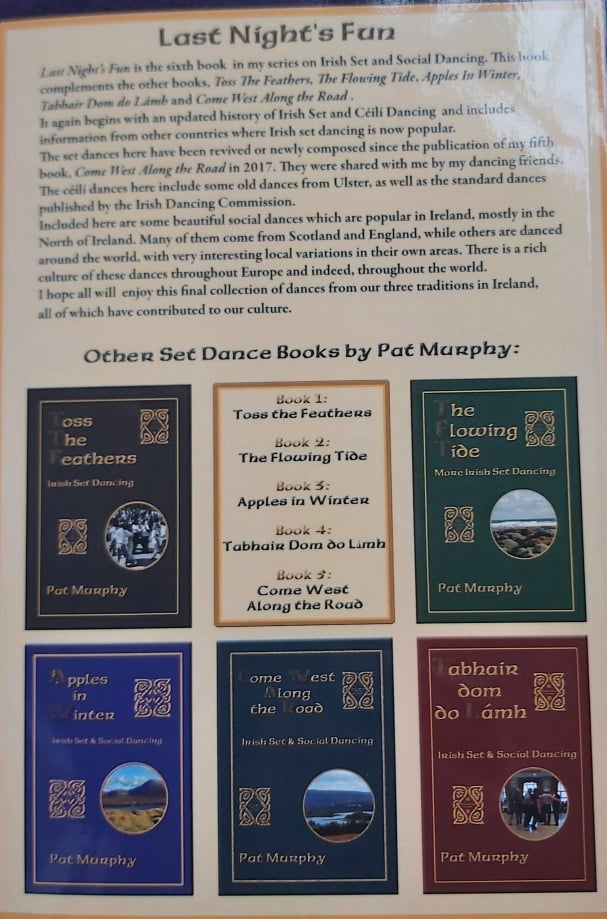 Last Night's Fun
Last Night's Fun is the sixth book in my series on Irish Set and Social Dancing. This book
complements the other books, Toss The Feathers, The Flowing Tide, Apples In Winter,
Tabhair Dom do Lámb and Come West Along the Road .
It again begins with an updated history of Irish Set and Céilí Dancing and includes
information from other countries where Irish set dancing is now popular.
The set dances here have been revived or newly composed since the publication of my fifth
book, Come West Along the Road in 2017. They were shared with me by my dancing friends.
The céilí dances here include some old dances from Ulster, as well as the standard dances
published by the Irish Dancing Commission.
Included here are some beautiful social dances which are popular in Ireland, mostly in the
North of Ireland. Many of them come from Scotland and England, while others are danced
around the world, with very interesting local variations in their own areas. There is a rich
culture of these dances throughout Europe and indeed, throughout the world.
I hope all will enjoy this final collection of dances from our three traditions in Ireland,
all of which have contributed to our culture.
Other Set Dance Books by Pat Murphy:
Toss
The
Feathers
Irish Set Dancing
Pat Murphy
Book 1:
Toss the Feathers
Book 2:
The Flowing Tide
Book 3:
Apples in Winter
Book 4:
Tabhair Dom do Lámh
Book 5:
Come West
Along the Road
The
Flowing
Tide
More Irish Set Dancing
Pat Murphy
Apples
in
Winter
Irish Set & Social Dancing
Pat Murphy
Come West
Along
the Road
Irish Set & Social Dancing
Pat Murphy
Tabhair
dom
do Lámh
Irish Set & Social Dancing
Pat Murphy